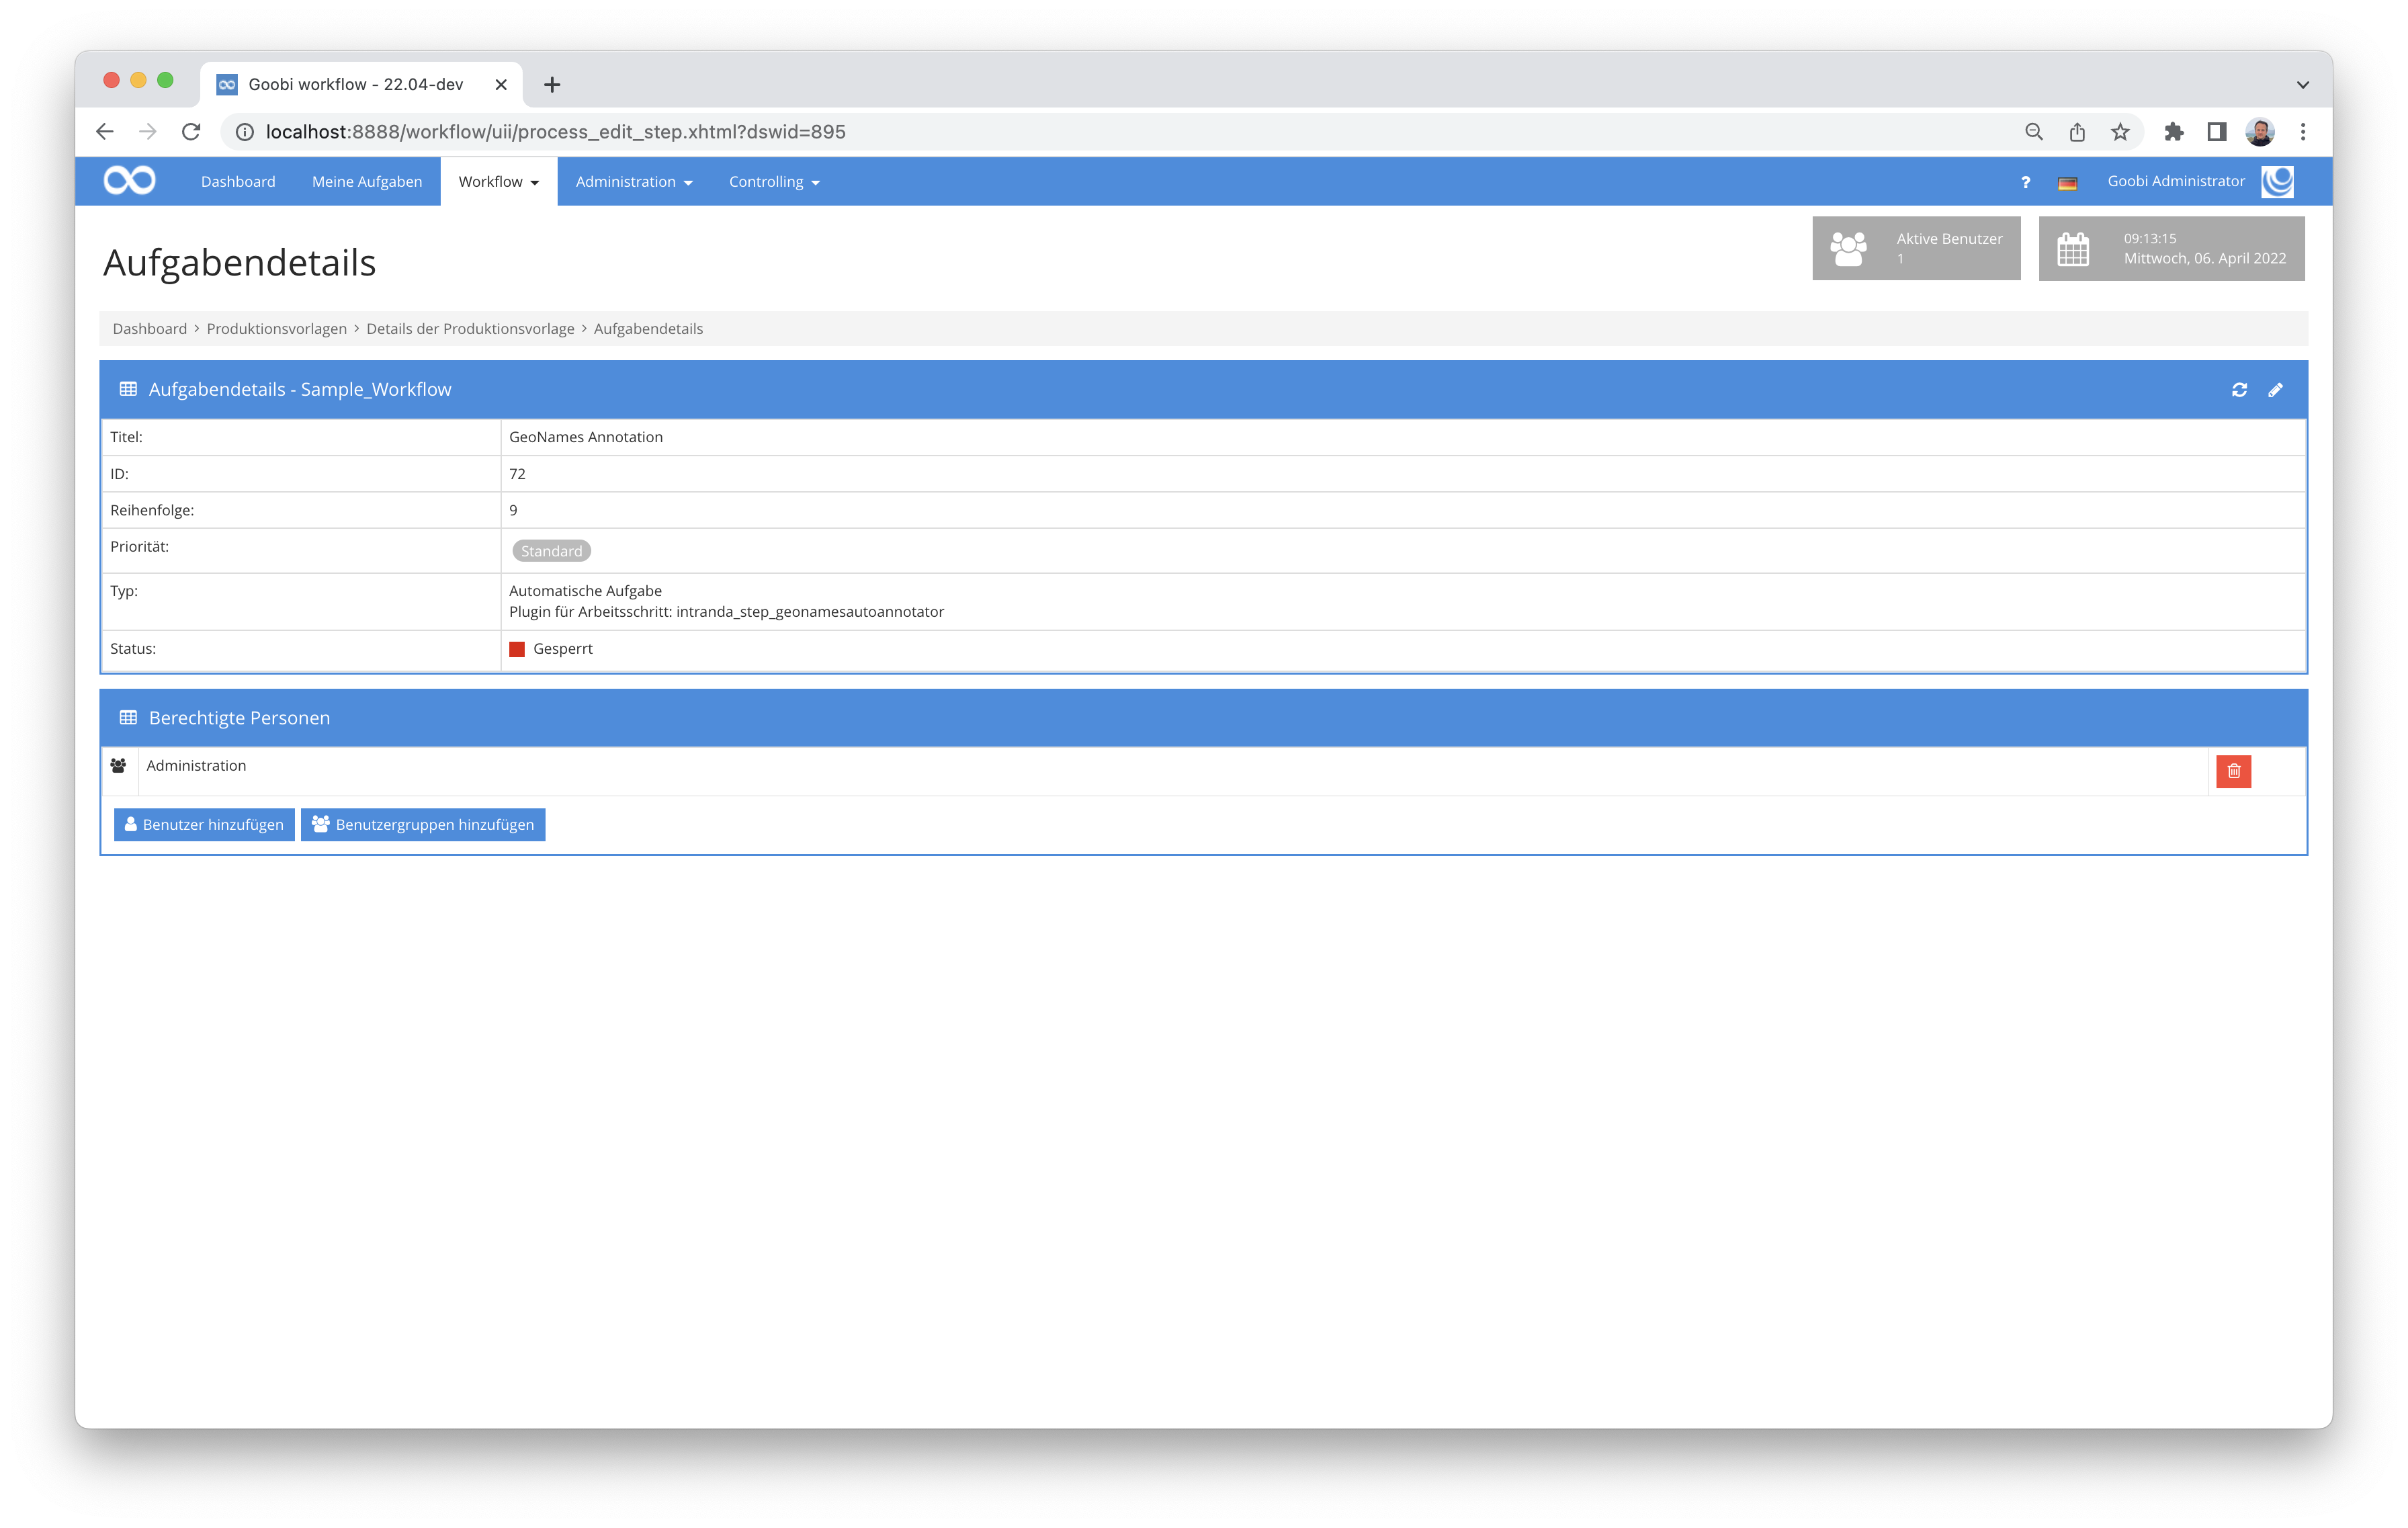 Goobi workflow - 22.04-dev
localhost:8888/workflow/uii/process_edit_step.xhtml?dswid=895
Dashboard Meine Aufgaben Workflow Administration Controlling ? Goobi Administrator
Aufgabendetails
Aktive Benutzer
1
09:13:15
Mittwoch, 06. April 2022
Dashboard > Produktionsvorlagen > Details der Produktionsvorlage > Aufgabendetails
Aufgabendetails - Sample_Workflow
Titel: GeoNames Annotation
ID: 72
Reihenfolge: 9
Priorität: Standard
Typ: Automatische Aufgabe
Plugin für Arbeitsschritt: intranda_step_geonamesautoannotator
Status: Gesperrt
Berechtigte Personen
Administration
Benutzer hinzufügen Benutzergruppen hinzufügen